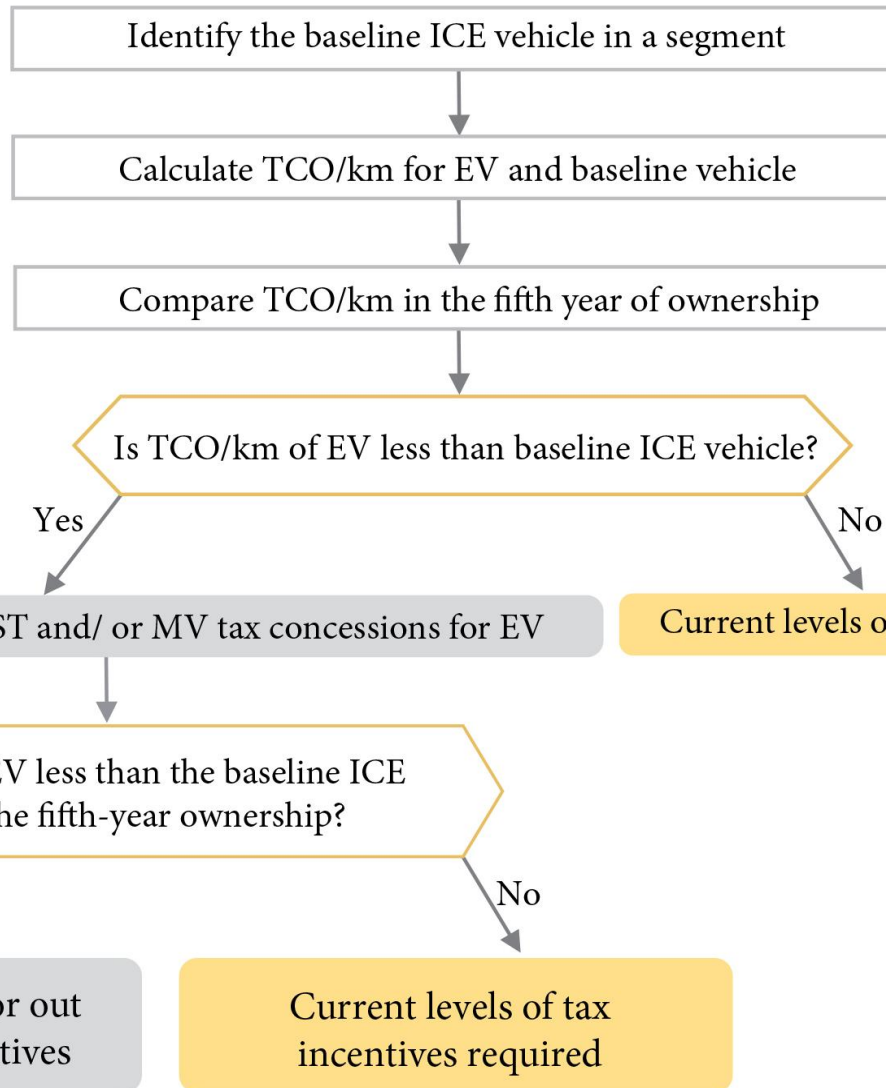 Identify the baseline ICE vehicle in a segment
Calculate TCO/km for EV and baseline vehicle
Compare TCO/km in the fifth year of ownership
Is TCO/km of EV less than baseline ICE vehicle?
Yes
No
and/ or MV tax concessions for EV
Current levels
less than the baseline ICE
fifth-year ownership?
No
or out
Current levels of tax
incentives required